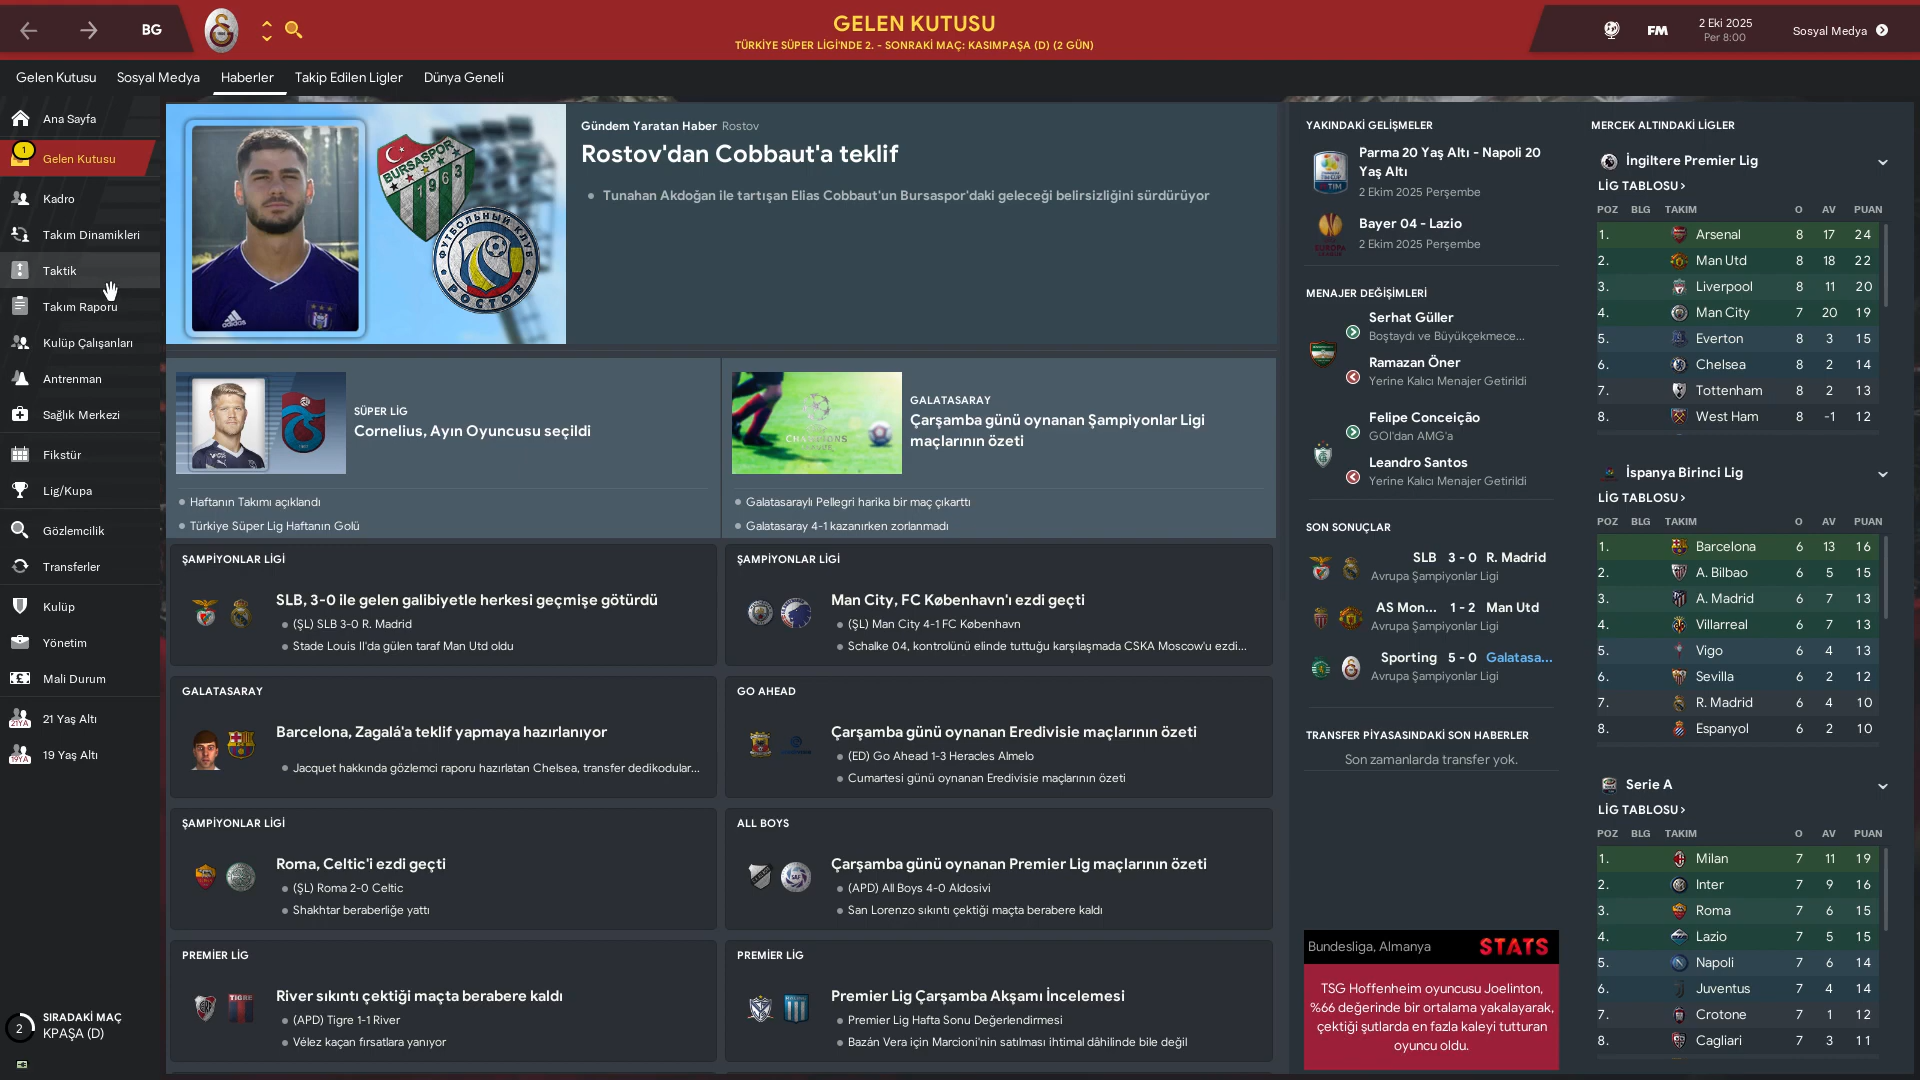 BG
GELEN KUTUSU
TÜRKİYE SÜPER LİGİ'NDE 2. - SONRAKİ MAÇ: KASIMPAŞA (D) (2 GÜN)
FM
2 Eki 2025
Per 8:00
Sosyal Medya
Gelen Kutusu
Sosyal Medya
Haberler
Takip Edilen Ligler
Dünya Geneli
Ana Sayfa
1
Gelen Kutusu
Kadro
Takım Dinamikleri
Taktik
Takım Raporu
Kulüp Çalışanları
Antrenman
Sağlık Merkezi
Fikstür
Lig/Kupa
Gözlemcilik
Transferler
Kulüp
Yönetim
Mali Durum
21YA
21 Yaş Altı
19YA
19 Yaş Altı
2
SIRADAKİ MAÇ
KPAŞA (D)
adidas
BURSASPOR
1963
ФУТБОЛЬНЫЙ КЛУБ
РОСТОВ
Gündem Yaratan Haber Rostov
Rostov'dan Cobbaut'a teklif
Tunahan Akdoğan ile tartışan Elias Cobbaut'un Bursaspor'daki geleceği belirsizliğini sürdürüyor
SÜPER LİG
Cornelius, Ayın Oyuncusu seçildi
Haftanın Takımı açıklandı
Türkiye Süper Lig Haftanın Golü
CHAMPIONS
GALATASARAY
Çarşamba günü oynanan Şampiyonlar Ligi
maçlarının özeti
Galatasaraylı Pellegri harika bir maç çıkarttı
Galatasaray 4-1 kazanırken zorlanmadı
ŞAMPİYONLAR LİGİ
SLB, 3-0 ile gelen galibiyetle herkesi geçmişe götürdü
(ŞL) SLB 3-0 R. Madrid
Stade Louis II'da gülen taraf Man Utd oldu
ŞAMPİYONLAR LİGİ
Man City, FC København'ı ezdi geçti
(ŞL) Man City 4-1 FC København
Schalke 04, kontrolünü elinde tuttuğu karşılaşmada CSKA Moscow'u ezdi...
GALATASARAY
Barcelona, Zagalá'a teklif yapmaya hazırlanıyor
Jacquet hakkında gözlemci raporu hazırlatan Chelsea, transfer dedikodular...
GO AHEAD
Çarşamba günü oynanan Eredivisie maçlarının özeti
(ED) Go Ahead 1-3 Heracles Almelo
Cumartesi günü oynanan Eredivisie maçlarının özeti
ŞAMPİYONLAR LİGİ
Roma, Celtic'i ezdi geçti
(ŞL) Roma 2-0 Celtic
Shakhtar beraberliğe yattı
ALL BOYS
Çarşamba günü oynanan Premier Lig maçlarının özeti
(APD) All Boys 4-0 Aldosivi
San Lorenzo sıkıntı çektiği maçta berabere kaldı
PREMİER LİG
TIGRE
River sıkıntı çektiği maçta berabere kaldı
(APD) Tigre 1-1 River
Vélez kaçan fırsatlara yanıyor
PREMİER LİG
Premier Lig Çarşamba Akşamı İncelemesi
Premier Lig Hafta Sonu Değerlendirmesi
Bazán Vera için Marcioni'nin satılması ihtimal dâhilinde bile değil
YAKINDAKİ GELİŞMELER
Parma 20 Yaş Altı - Napoli 20
Yaş Altı
2 Ekim 2025 Perşembe
Bayer 04 - Lazio
2 Ekim 2025 Perşembe
MENAJER DEĞİŞİMLERİ
Serhat Güller
Boştaydı ve Büyükçekmece...
Ramazan Öner
Yerine Kalıcı Menajer Getirildi
Felipe Conceição
GOI'dan AMG'a
Leandro Santos
Yerine Kalıcı Menajer Getirildi
SON SONUÇLAR
SLB 3 - 0 R. Madrid
Avrupa Şampiyonlar Ligi
AS Mon... 1 - 2 Man Utd
Avrupa Şampiyonlar Ligi
Sporting 5 - 0 Galatasa...
Avrupa Şampiyonlar Ligi
TRANSFER PİYASASINDAKİ SON HABERLER
Son zamanlarda transfer yok.
Bundesliga, Almanya STATS
TSG Hoffenheim oyuncusu Joelinton,
%66 değerinde bir ortalama yakalayarak,
çektiği şutlarda en fazla kaleyi tutturan
oyuncu oldu.
MERCEK ALTINDAKİ LİGLER
İngiltere Premier Lig
LİG TABLOSU>
POZ BLG TAKIM O AV PUAN
1. Arsenal 8 17 24
2. Man Utd 8 18 22
3. Liverpool 8 11 20
4. Man City 7 20 19
5. Everton 8 3 15
6. Chelsea 8 2 14
7. Tottenham 8 2 13
8. West Ham 8 -1 12
İspanya Birinci Lig
LİG TABLOSU>
POZ BLG TAKIM O AV PUAN
1. Barcelona 6 13 16
2. A. Bilbao 6 5 15
3. A. Madrid 6 7 13
4. Villarreal 6 7 13
5. Vigo 6 4 13
6. Sevilla 6 2 12
7. R. Madrid 6 4 10
8. Espanyol 6 2 10
Serie A
LİG TABLOSU>
POZ BLG TAKIM O AV PUAN
1. Milan 7 11 19
2. Inter 7 9 16
3. Roma 7 6 15
4. Lazio 7 5 15
5. Napoli 7 6 14
6. Juventus 7 4 14
7. Crotone 7 1 12
8. Cagliari 7 3 11